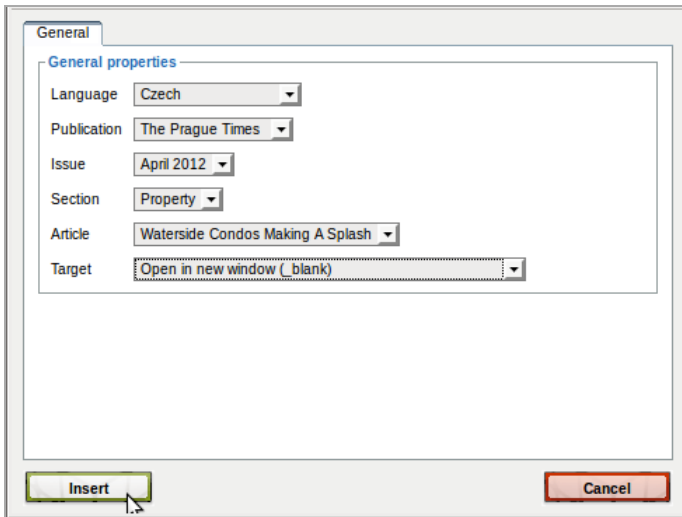 General
General properties
Language Czech
Publication The Prague Times
Issue April 2012
Section Property
Article Waterside Condos Making A Splash
Target Open in new window (_blank)
Insert Cancel